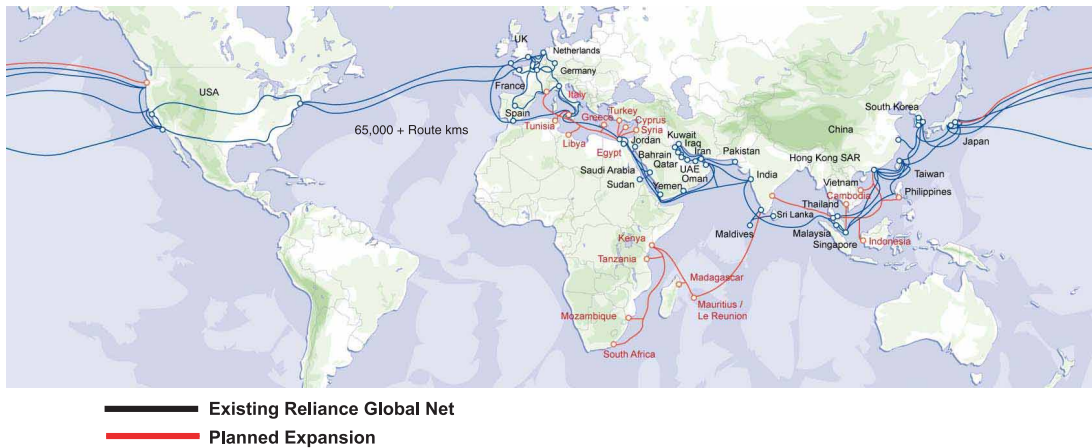 UK
Netherlands
Germany
France
USA
Italy
Spain
65,000 + Route kms
Tunisia
Greece
Turkey
Cyprus
Syria
Libya
Egypt
Jordan
Kuwait
Iraq
Iran
Pakistan
Bahrain
Qatar
UAE
Oman
Saudi Arabia
Sudan
Yemen
India
South Korea
China
Japan
Hong Kong SAR
Taiwan
Vietnam
Cambodia
Philippines
Thailand
Sri Lanka
Maldives
Malaysia
Singapore
Indonesia
Kenya
Tanzania
Madagascar
Mauritius /
Le Reunion
Mozambique
South Africa
Existing Reliance Global Net
Planned Expansion